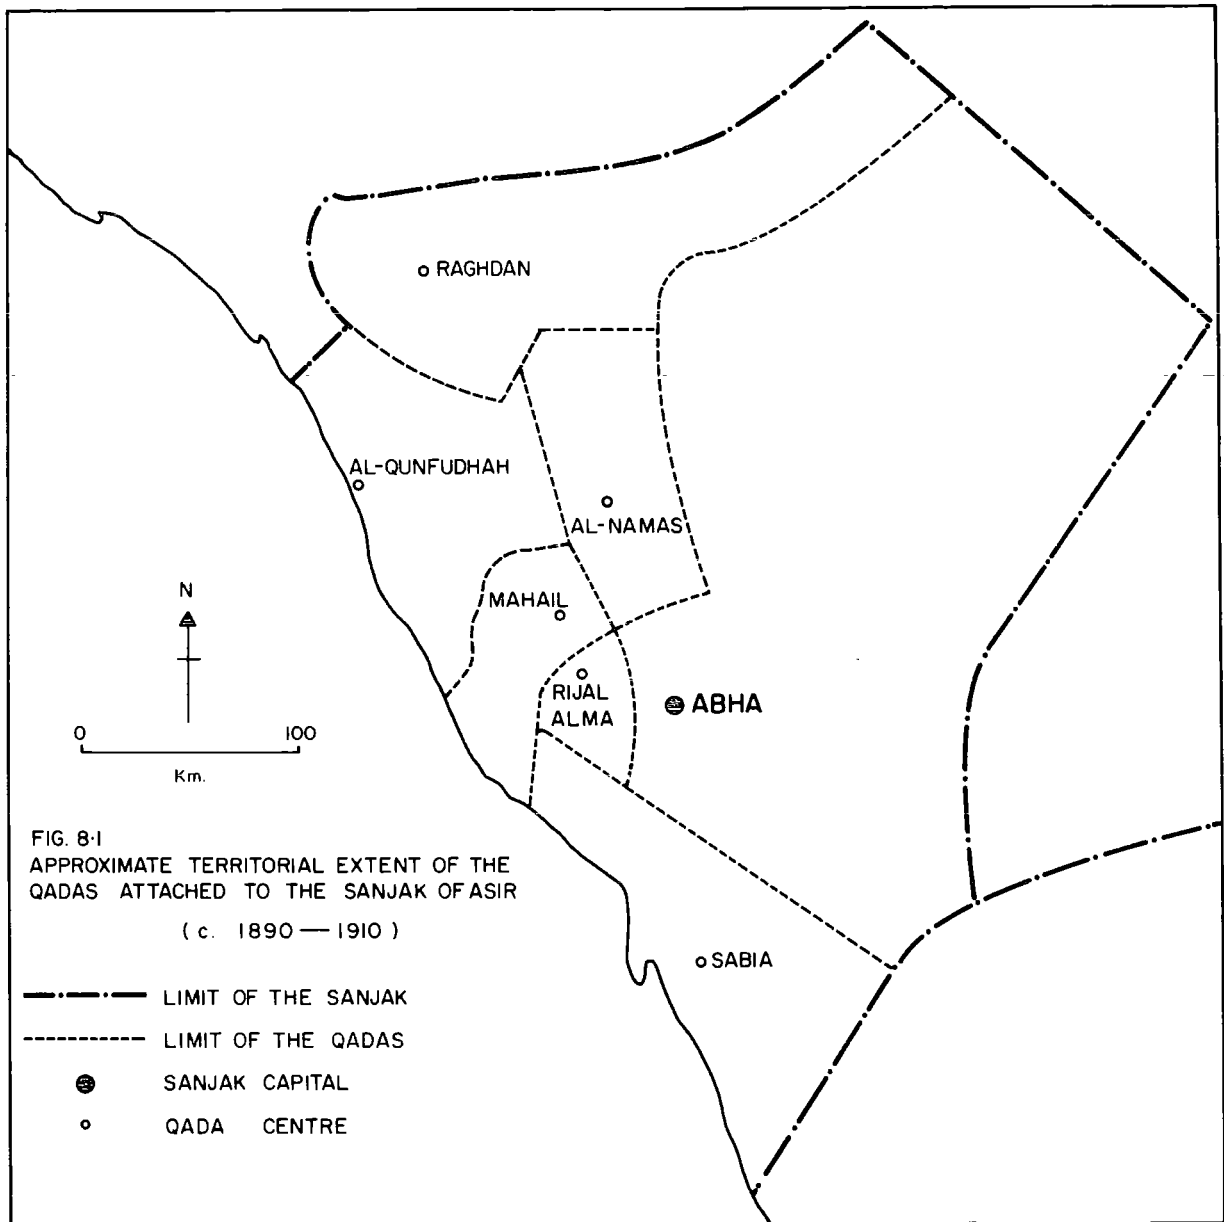 RAGHDAN
AL-QUNFUDHAH
AL-NAMAS
N
MAHAIL
RIJAL
ALMA
ABHA
0 100
Km.
FIG. 8·1
APPROXIMATE TERRITORIAL EXTENT OF THE
QADAS ATTACHED TO THE SANJAK OF ASIR
( c. 1890 — 1910 )
SABIA
LIMIT OF THE SANJAK
LIMIT OF THE QADAS
SANJAK CAPITAL
QADA CENTRE